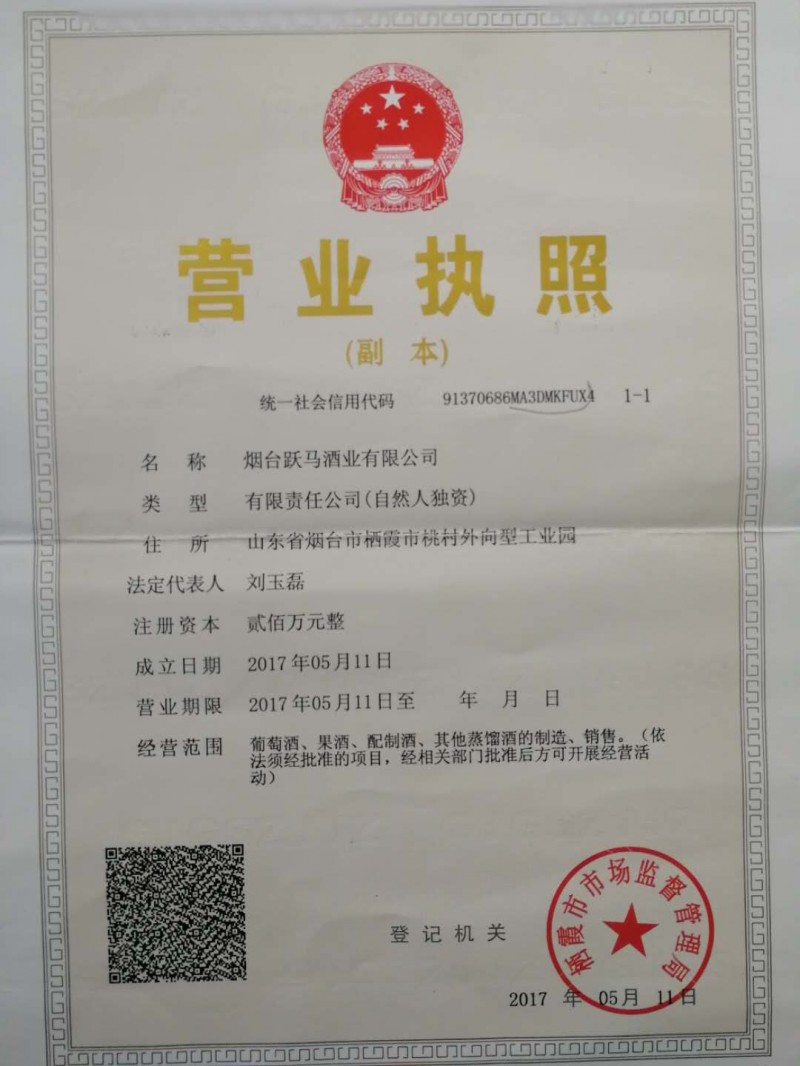 营业执照
(副 本)
统一社会信用代码 91370686MA3DMKFUX4 1-1
名 称 烟台跃马酒业有限公司
类 型 有限责任公司(自然人独资)
住 所 山东省烟台市栖霞市桃村外向型工业园
法定代表人 刘玉磊
注册资本 贰佰万元整
成立日期 2017年05月11日
营业期限 2017年05月11日至 年 月 日
经营范围 葡萄酒、果酒、配制酒、其他蒸馏酒的制造、销售。(依
法须经批准的项目，经相关部门批准后方可开展经营活
动)
栖霞市市场监督管理局
登记机关
2017 年 05月 11日